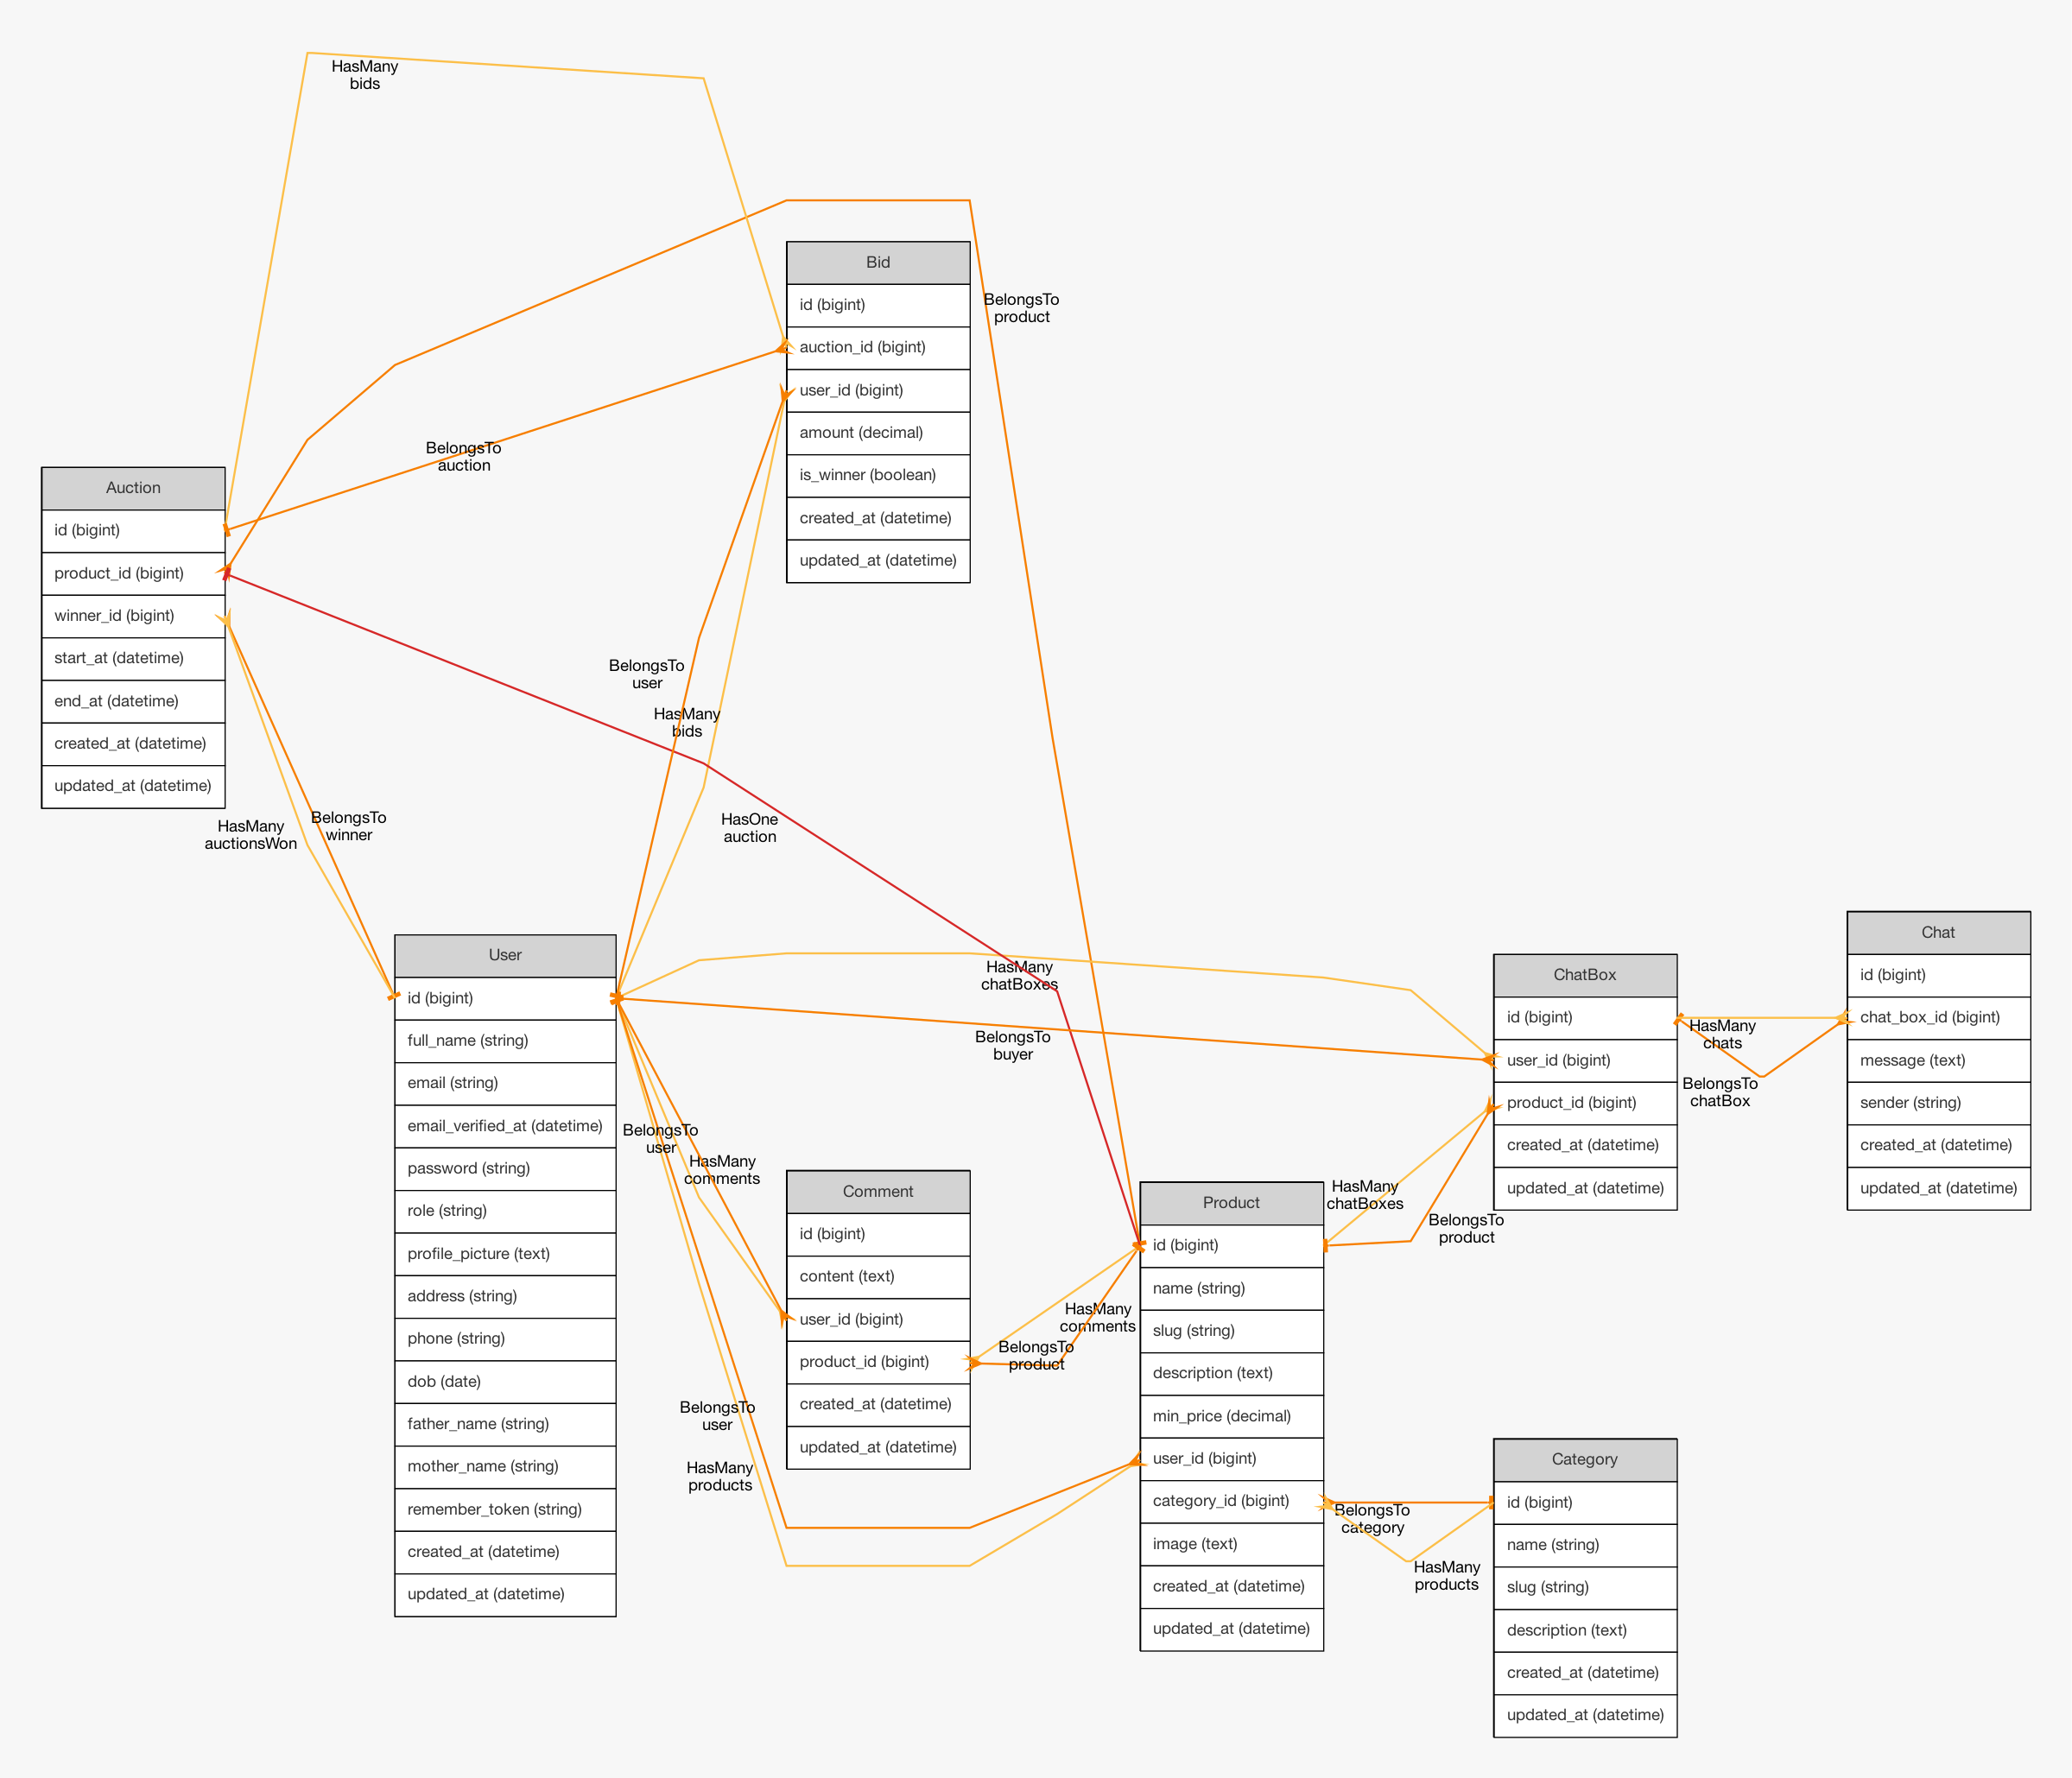 HasMany
bids
Bid
id (bigint)
auction_id (bigint)
user_id (bigint)
amount (decimal)
is_winner (boolean)
created_at (datetime)
updated_at (datetime)
BelongsTo
product
BelongsTo
auction
Auction
id (bigint)
product_id (bigint)
winner_id (bigint)
start_at (datetime)
end_at (datetime)
created_at (datetime)
updated_at (datetime)
BelongsTo
user
HasMany
bids
HasOne
auction
HasMany
auctionsWon
BelongsTo
winner
User
id (bigint)
full_name (string)
email (string)
email_verified_at (datetime)
password (string)
role (string)
profile_picture (text)
address (string)
phone (string)
dob (date)
father_name (string)
mother_name (string)
remember_token (string)
created_at (datetime)
updated_at (datetime)
HasMany
chatBoxes
BelongsTo
buyer
BelongsTo
user
HasMany
comments
BelongsTo
user
HasMany
products
Comment
id (bigint)
content (text)
user_id (bigint)
product_id (bigint)
created_at (datetime)
updated_at (datetime)
HasMany
comments
BelongsTo
product
Product
id (bigint)
name (string)
slug (string)
description (text)
min_price (decimal)
user_id (bigint)
category_id (bigint)
image (text)
created_at (datetime)
updated_at (datetime)
HasMany
chatBoxes
BelongsTo
product
BelongsTo
category
HasMany
products
ChatBox
id (bigint)
user_id (bigint)
product_id (bigint)
created_at (datetime)
updated_at (datetime)
HasMany
chats
BelongsTo
chatBox
Chat
id (bigint)
chat_box_id (bigint)
message (text)
sender (string)
created_at (datetime)
updated_at (datetime)
Category
id (bigint)
name (string)
slug (string)
description (text)
created_at (datetime)
updated_at (datetime)